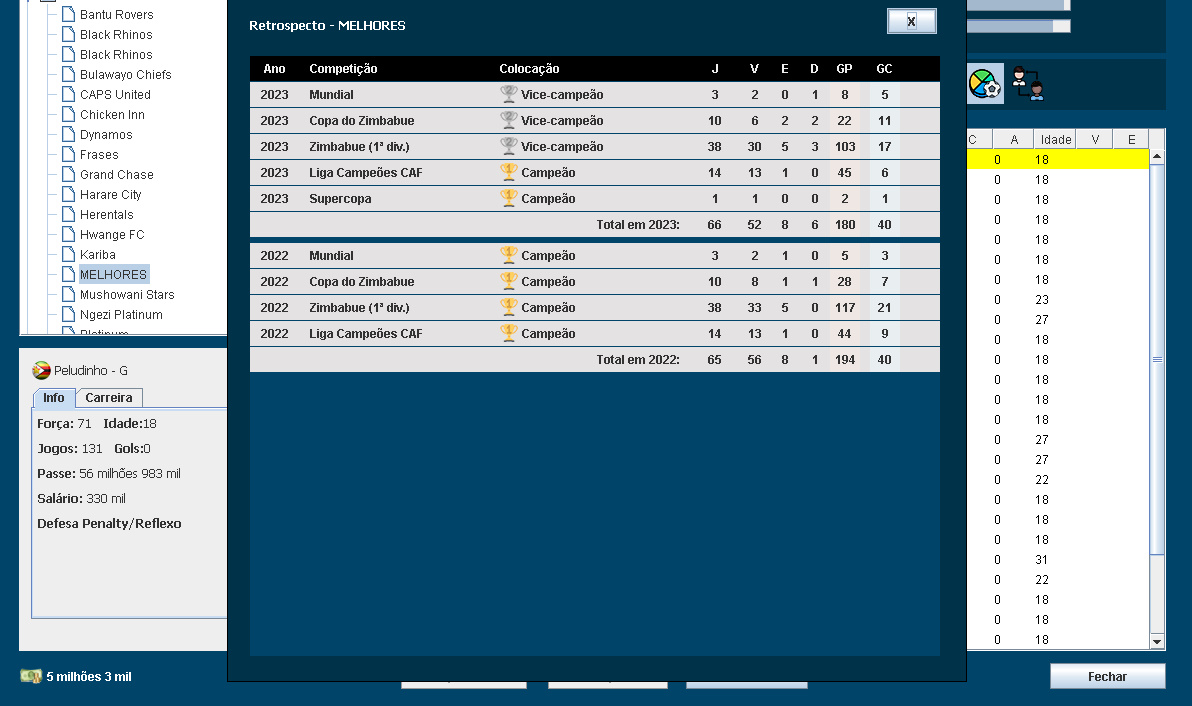 Bantu Rovers
Black Rhinos
Black Rhinos
Bulawayo Chiefs
CAPS United
Chicken Inn
Dynamos
Frases
Grand Chase
Harare City
Herentals
Hwange FC
Kariba
MELHORES
Mushowani Stars
Ngezi Platinum
Platinum
Peludinho - G
Info Carreira
Força: 71 Idade:18
Jogos: 131 Gols:0
Passe: 56 milhões 983 mil
Salário: 330 mil
Defesa Penalty/Reflexo
5 milhões 3 mil
Retrospecto - MELHORES
x
Ano Competição Colocação J V E D GP GC
2023 Mundial Vice-campeão 3 2 0 1 8 5
2023 Copa do Zimbabue Vice-campeão 10 6 2 2 22 11
2023 Zimbabue (1ª div.) Vice-campeão 38 30 5 3 103 17
2023 Liga Campeões CAF Campeão 14 13 1 0 45 6
2023 Supercopa Campeão 1 1 0 0 2 1
Total em 2023: 66 52 8 6 180 40
2022 Mundial Campeão 3 2 1 0 5 3
2022 Copa do Zimbabue Campeão 10 8 1 1 28 7
2022 Zimbabue (1ª div.) Campeão 38 33 5 0 117 21
2022 Liga Campeões CAF Campeão 14 13 1 0 44 9
Total em 2022: 65 56 8 1 194 40
C A Idade V E
0 18
0 18
0 18
0 18
0 18
0 18
0 18
0 23
0 27
0 18
0 18
0 18
0 18
0 18
0 27
0 27
0 22
0 18
0 18
0 18
0 31
0 22
0 18
0 18
0 18
Fechar